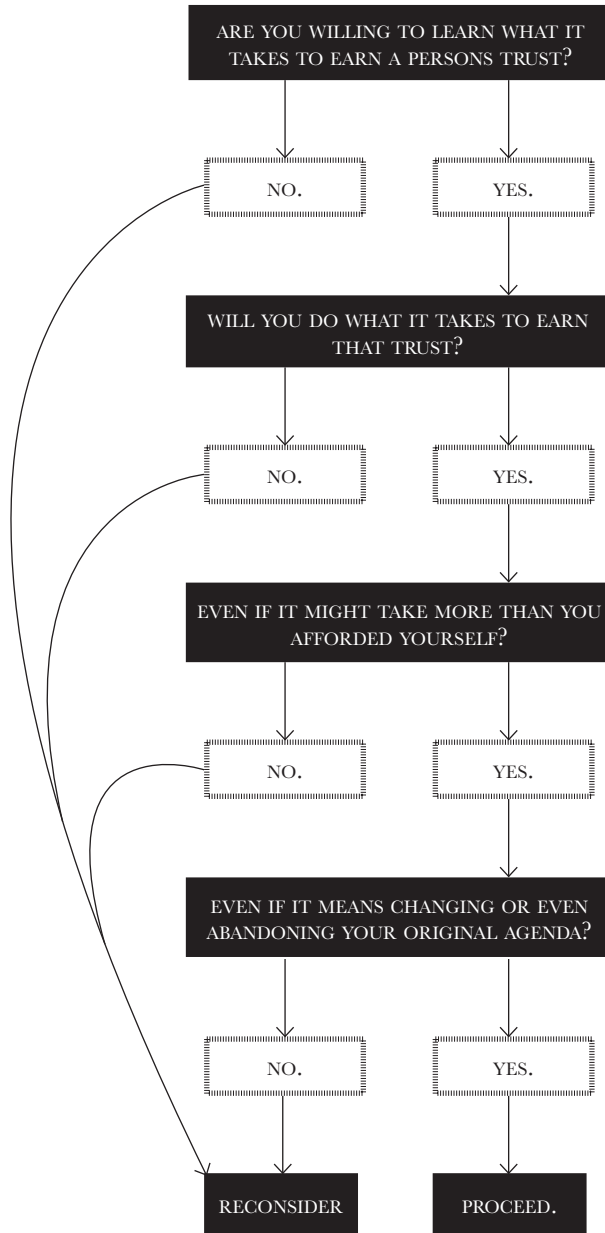 ARE YOU WILLING TO LEARN WHAT IT
TAKES TO EARN A PERSONS TRUST?
NO.
YES.
WILL YOU DO WHAT IT TAKES TO EARN
THAT TRUST?
NO.
YES.
EVEN IF IT MIGHT TAKE MORE THAN YOU
AFFORDED YOURSELF?
NO.
YES.
EVEN IF IT MEANS CHANGING OR EVEN
ABANDONING YOUR ORIGINAL AGENDA?
NO.
YES.
RECONSIDER
PROCEED.